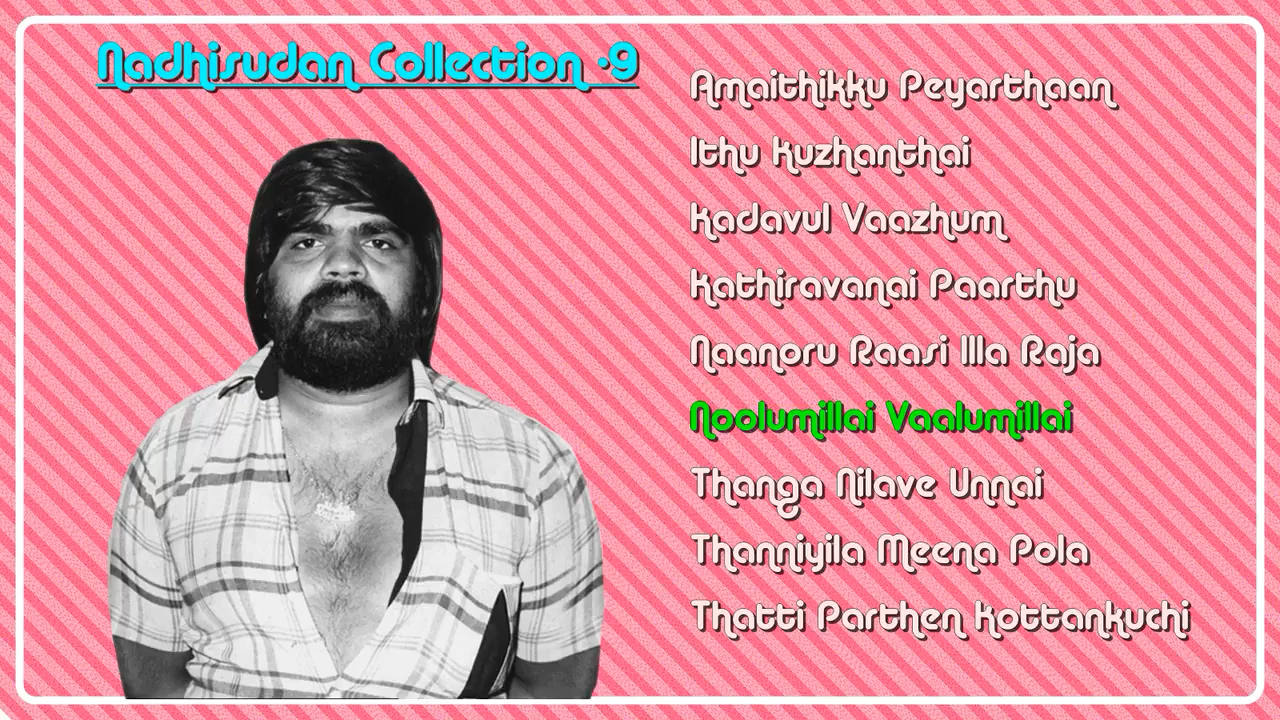 Nadhisudan Collection -9
Amaithikku Peyarthaan
Ithu Kuzhanthai
Kadavul Vaazhum
Kathiravanai Paarthu
Naanoru Raasi Illa Raja
Noolumillai Vaalumillai
Thanga Nilave Unnai
Thanniyila Meena Pola
Thatti Parthen Kottankuchi